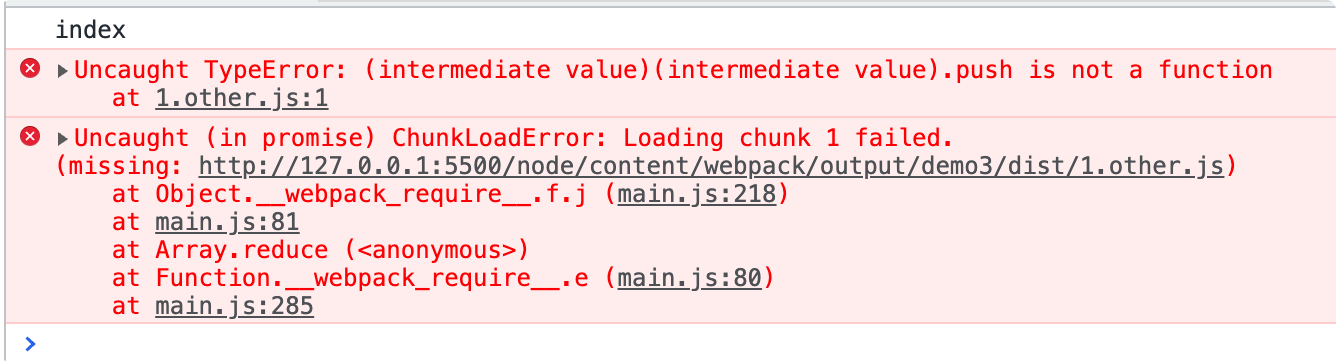 index
Uncaught TypeError: (intermediate value)(intermediate value).push is not a function
at 1.other.js:1
Uncaught (in promise) ChunkLoadError: Loading chunk 1 failed.
(missing: http://127.0.0.1:5500/node/content/webpack/output/demo3/dist/1.other.js)
at Object.__webpack_require__.f.j (main.js:218)
at main.js:81
at Array.reduce (<anonymous>)
at Function.__webpack_require__.e (main.js:80)
at main.js:285